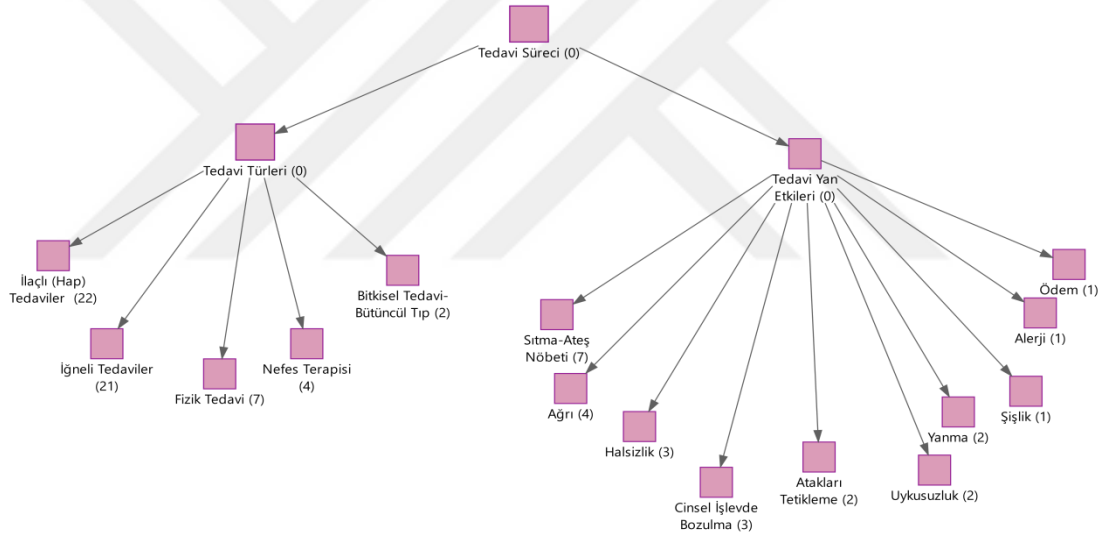 Tedavi Süreci (0)
Tedavi Türleri (0)
İlaçlı (Hap)
Tedaviler (22)
İğneli Tedaviler
(21)
Fizik Tedavi (7)
Nefes Terapisi
(4)
Bitkisel Tedavi-
Bütüncül Tıp (2)
Tedavi Yan
Etkileri (0)
Sıtma-Ateş
Nöbeti (7)
Ağrı (4)
Halsizlik (3)
Cinsel İşlevde
Bozulma (3)
Atakları
Tetikleme (2)
Uykusuzluk (2)
Yanma (2)
Şişlik (1)
Alerji (1)
Ödem (1)